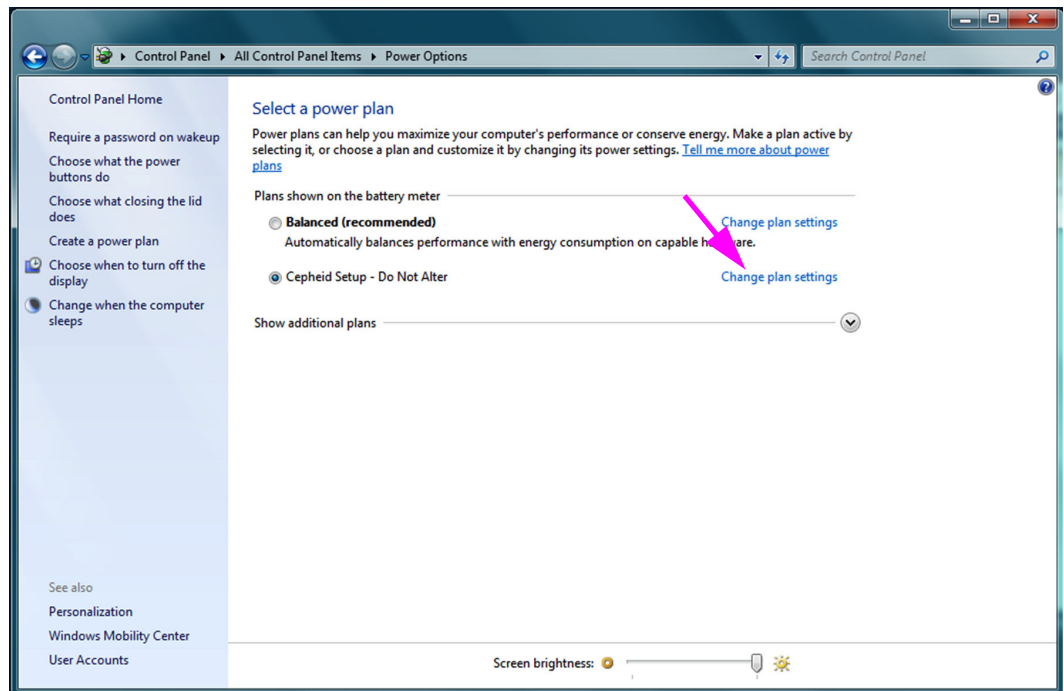 Control Panel ▸ All Control Panel Items ▸ Power Options
Search Control Panel
Control Panel Home
Require a password on wakeup
Choose what the power
buttons do
Choose what closing the lid
does
Create a power plan
Choose when to turn off the
display
Change when the computer
sleeps
See also
Personalization
Windows Mobility Center
User Accounts
Select a power plan
Power plans can help you maximize your computer's performance or conserve energy. Make a plan active by
selecting it, or choose a plan and customize it by changing its power settings. Tell me more about power
plans
Plans shown on the battery meter
Balanced (recommended) Change plan settings
Automatically balances performance with energy consumption on capable hardware.
Cepheid Setup - Do Not Alter Change plan settings
Show additional plans
Screen brightness: